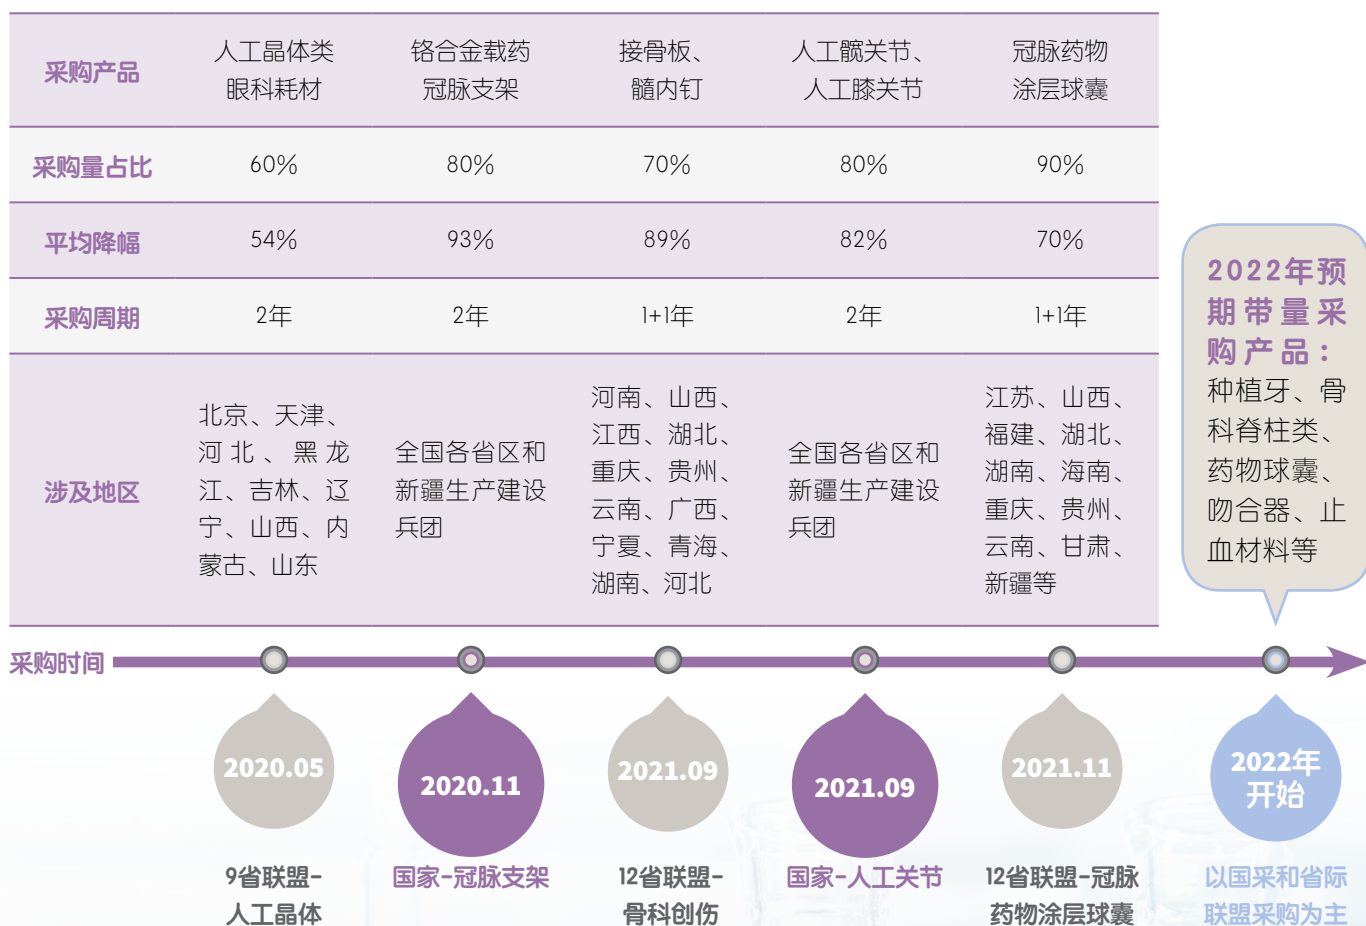 采购产品
人工晶体类
眼科耗材
铬合金载药
冠脉支架
接骨板、
髓内钉
人工髋关节、
人工膝关节
冠脉药物
涂层球囊
采购量占比
60%
80%
70%
80%
90%
平均降幅
54%
93%
89%
82%
70%
采购周期
2年
2年
1+1年
2年
1+1年
涉及地区
北京、天津、
河北、黑龙
江、吉林、辽
宁、山西、内
蒙古、山东
全国各省区和
新疆生产建设
兵团
河南、山西、
江西、湖北、
重庆、贵州、
云南、广西、
宁夏、青海、
湖南、河北
全国各省区和
新疆生产建设
兵团
江苏、山西、
福建、湖北、
湖南、海南、
重庆、贵州、
云南、甘肃、
新疆等
2022年预
期带量采
购产品：
种植牙、骨
科脊柱类、
药物球囊、
吻合器、止
血材料等
采购时间
2020.05
2020.11
2021.09
2021.09
2021.11
2022年
开始
9省联盟-
人工晶体
国家-冠脉支架
12省联盟-
骨科创伤
国家-人工关节
12省联盟-冠脉
药物涂层球囊
以国采和省际
联盟采购为主